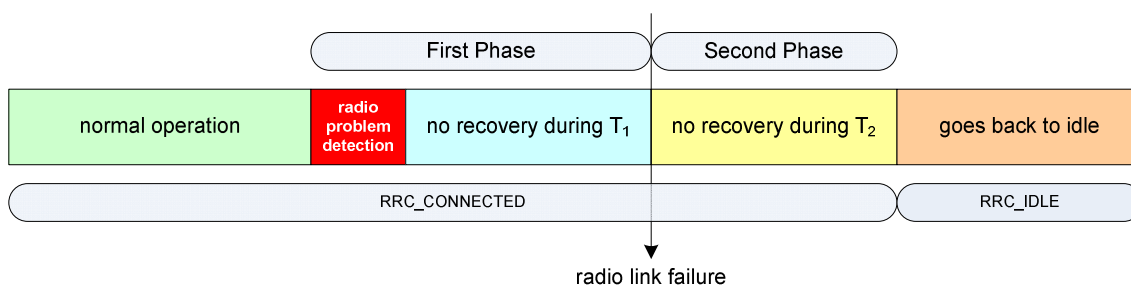 First Phase
Second Phase
normal operation
radio
problem
detection
no recovery during T₁
no recovery during T₂
goes back to idle
RRC_CONNECTED
RRC_IDLE
radio link failure